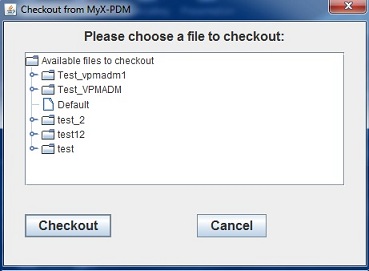 Checkout from MyX-PDM
Please choose a file to checkout:
Available files to checkout
Test_vpmadm1
Test_VPMADM
Default
test_2
test12
test
Checkout
Cancel